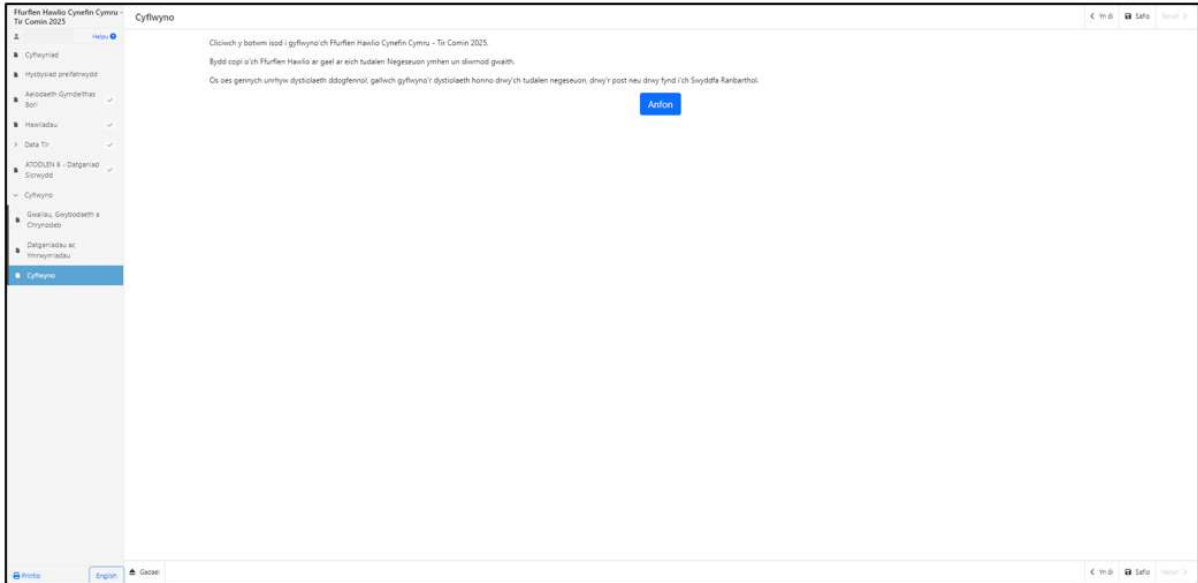 Ffurflen Hawlio Cynefin Cymru -
Tir Comin 2025
Cyflwyno
Yn ôl
Safio
Helpu
Cyflwyniad
Hysbysiad preifatrwydd
Aelodaeth Gymdeithas
Bori
Hawliadau
Data Tir
ATODLEN 8 - Datganiad
Sicrwydd
Cyflwyno
Gwallau, Gwybodaeth a
Chrynodeb
Datganiadau ac
Ymrwymiadau
Cyflwyno
Cliciwch y botwm isod i gyflwyno'ch Ffurflen Hawlio Cynefin Cymru - Tir Comin 2025.
Bydd copi o'ch Ffurflen Hawlio ar gael ar eich tudalen Negeseuon ymhen un diwrnod gwaith.
Os oes gennych unrhyw dystiolaeth ddogfennol, gallwch gyflwyno'r dystiolaeth honno drwy'ch tudalen negeseuon, drwy'r post neu drwy fynd i'ch Swyddfa Ranbarthol.
Anfon
Printio
English
Gadael
Yn ôl
Safio